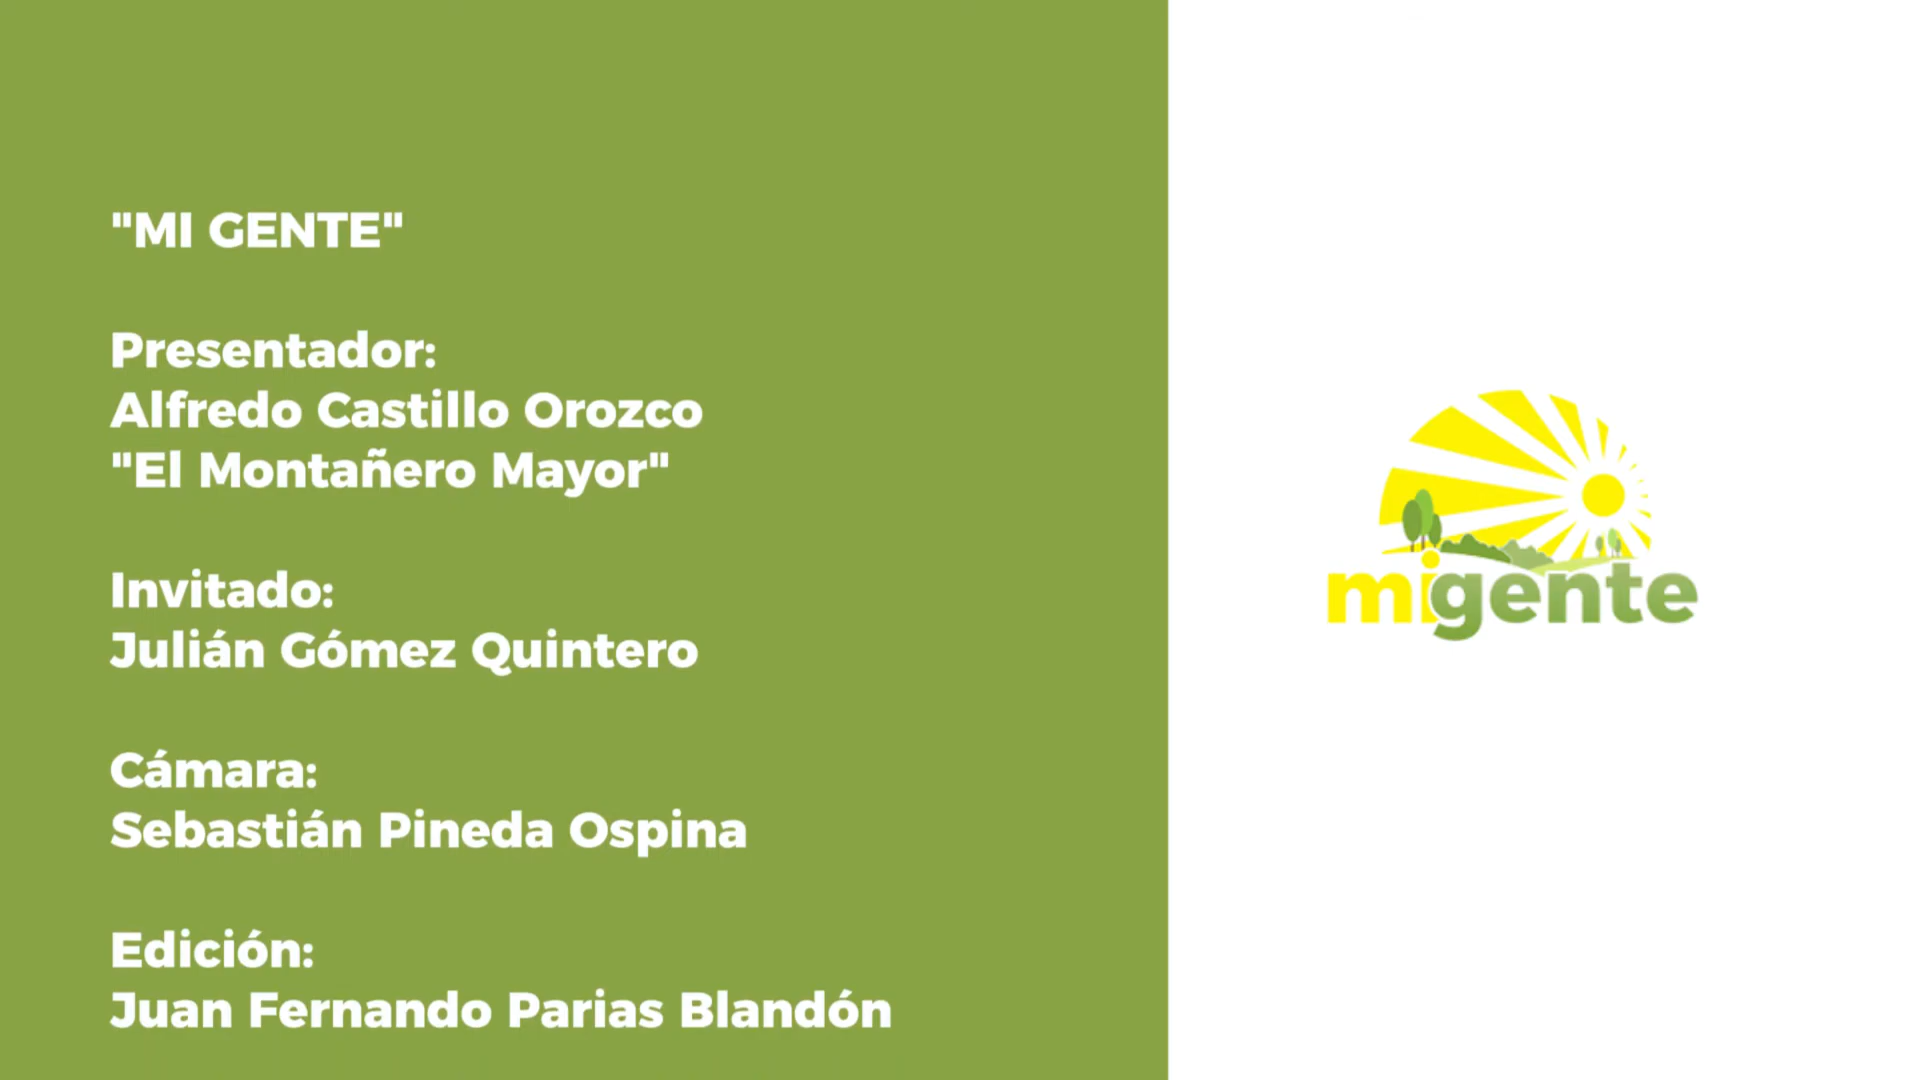 "MI GENTE"
Presentador:
Alfredo Castillo Orozco
"El Montañero Mayor"
Invitado:
Julián Gómez Quintero
Cámara:
Sebastián Pineda Ospina
Edición:
Juan Fernando Parias Blandón
migente